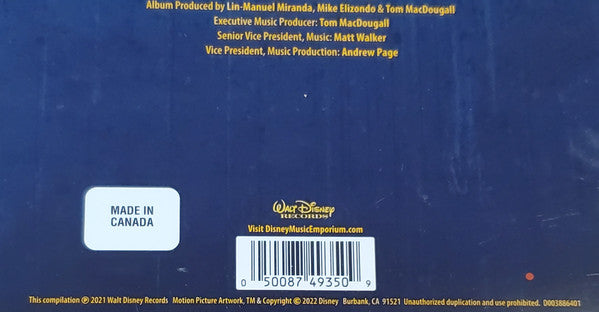 Album Produced by Lin-Manuel Miranda, Mike Elizondo & Tom MacDougall
Executive Music Producer: Tom MacDougall
Senior Vice President, Music: Matt Walker
Vice President, Music Production: Andrew Page
MADE IN
CANADA
WALT DISNEY
RECORDS
Visit DisneyMusicEmporium.com
0 50087 49350 9
This compilation ℗ 2021 Walt Disney Records Motion Picture Artwork, TM & Copyright © 2022 Disney Burbank, CA 91521 Unauthorized duplication and use prohibited. D003886401